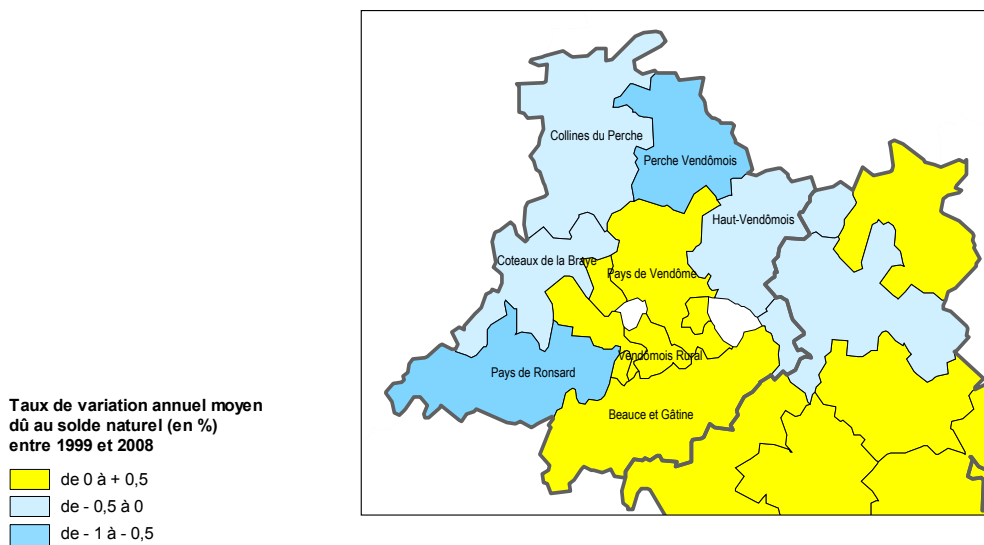 Collines du Perche
Perche Vendômois
Haut-Vendômois
Coteaux de la Braye
Pays de Vendôme
Vendômois Rural
Pays de Ronsard
Beauce et Gâtine
Taux de variation annuel moyen
dû au solde naturel (en %)
entre 1999 et 2008
de 0 à + 0,5
de - 0,5 à 0
de - 1 à - 0,5